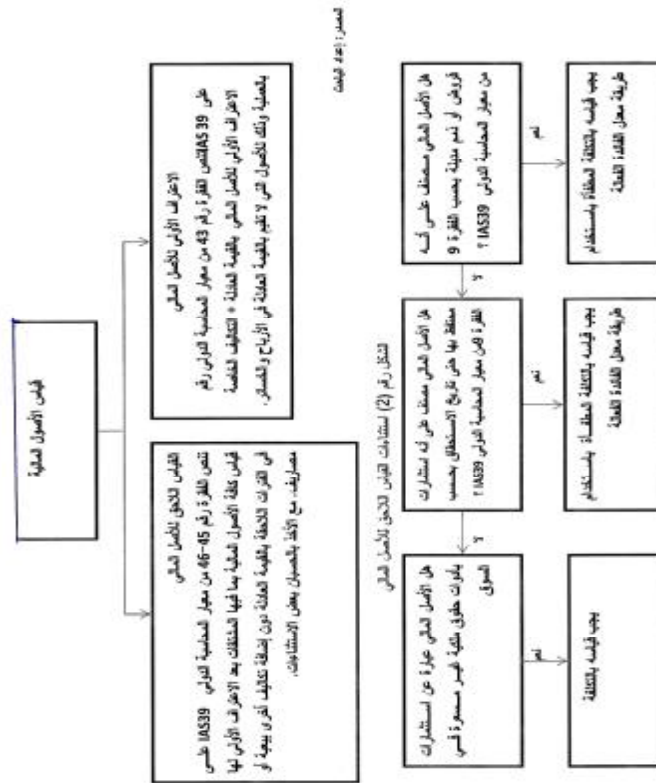 قياس الأصول المالية
الاعتراف الأولي للأصل المالي
تنص الفقرة رقم 43 من معيار المحاسبة الدولي رقم IAS 39 على
الاعتراف الأولي للأصل المالي بالقيمة العادلة + التكاليف الخاصة
بالعملية وذلك للأصول التي لا تقيم بالقيمة العادلة في الأرباح والخسائر.
القياس اللاحق للأصل المالي
تنص الفقرة رقم 45-46 من معيار المحاسبة الدولي IAS39 على
قياس كافة الأصول المالية بما فيها المشتقات بعد الاعتراف الأولي لها
في الفترات اللاحقة بالقيمة العادلة دون إضافة تكاليف أخرى بيعية أو
مصاريف، مع الأخذ بالحسبان بعض الاستثناءات.
المصدر: إعداد الباحث
الشكل رقم (2) استثناءات القياس اللاحق للأصل المالي
هل الأصل المالي مصنف على أنه
قروض أو ذمم مدينة بحسب الفقرة 9
من معيار المحاسبة الدولي IAS39 ؟
نعم
يجب قياسه بالتكلفة المطفأة باستخدام
طريقة معدل الفائدة الفعالة
لا
هل الأصل المالي مصنف على أنه استثمارات
محتفظ بها حتى تاريخ الاستحقاق بحسب
الفقرة 9من معيار المحاسبة الدولي IAS39 ؟
نعم
يجب قياسه بالتكلفة المطفأة باستخدام
طريقة معدل الفائدة الفعالة
لا
هل الأصل المالي عبارة عن استثمارات
بأدوات حقوق ملكية غير مسعرة في
السوق
نعم
يجب قياسه بالتكلفة